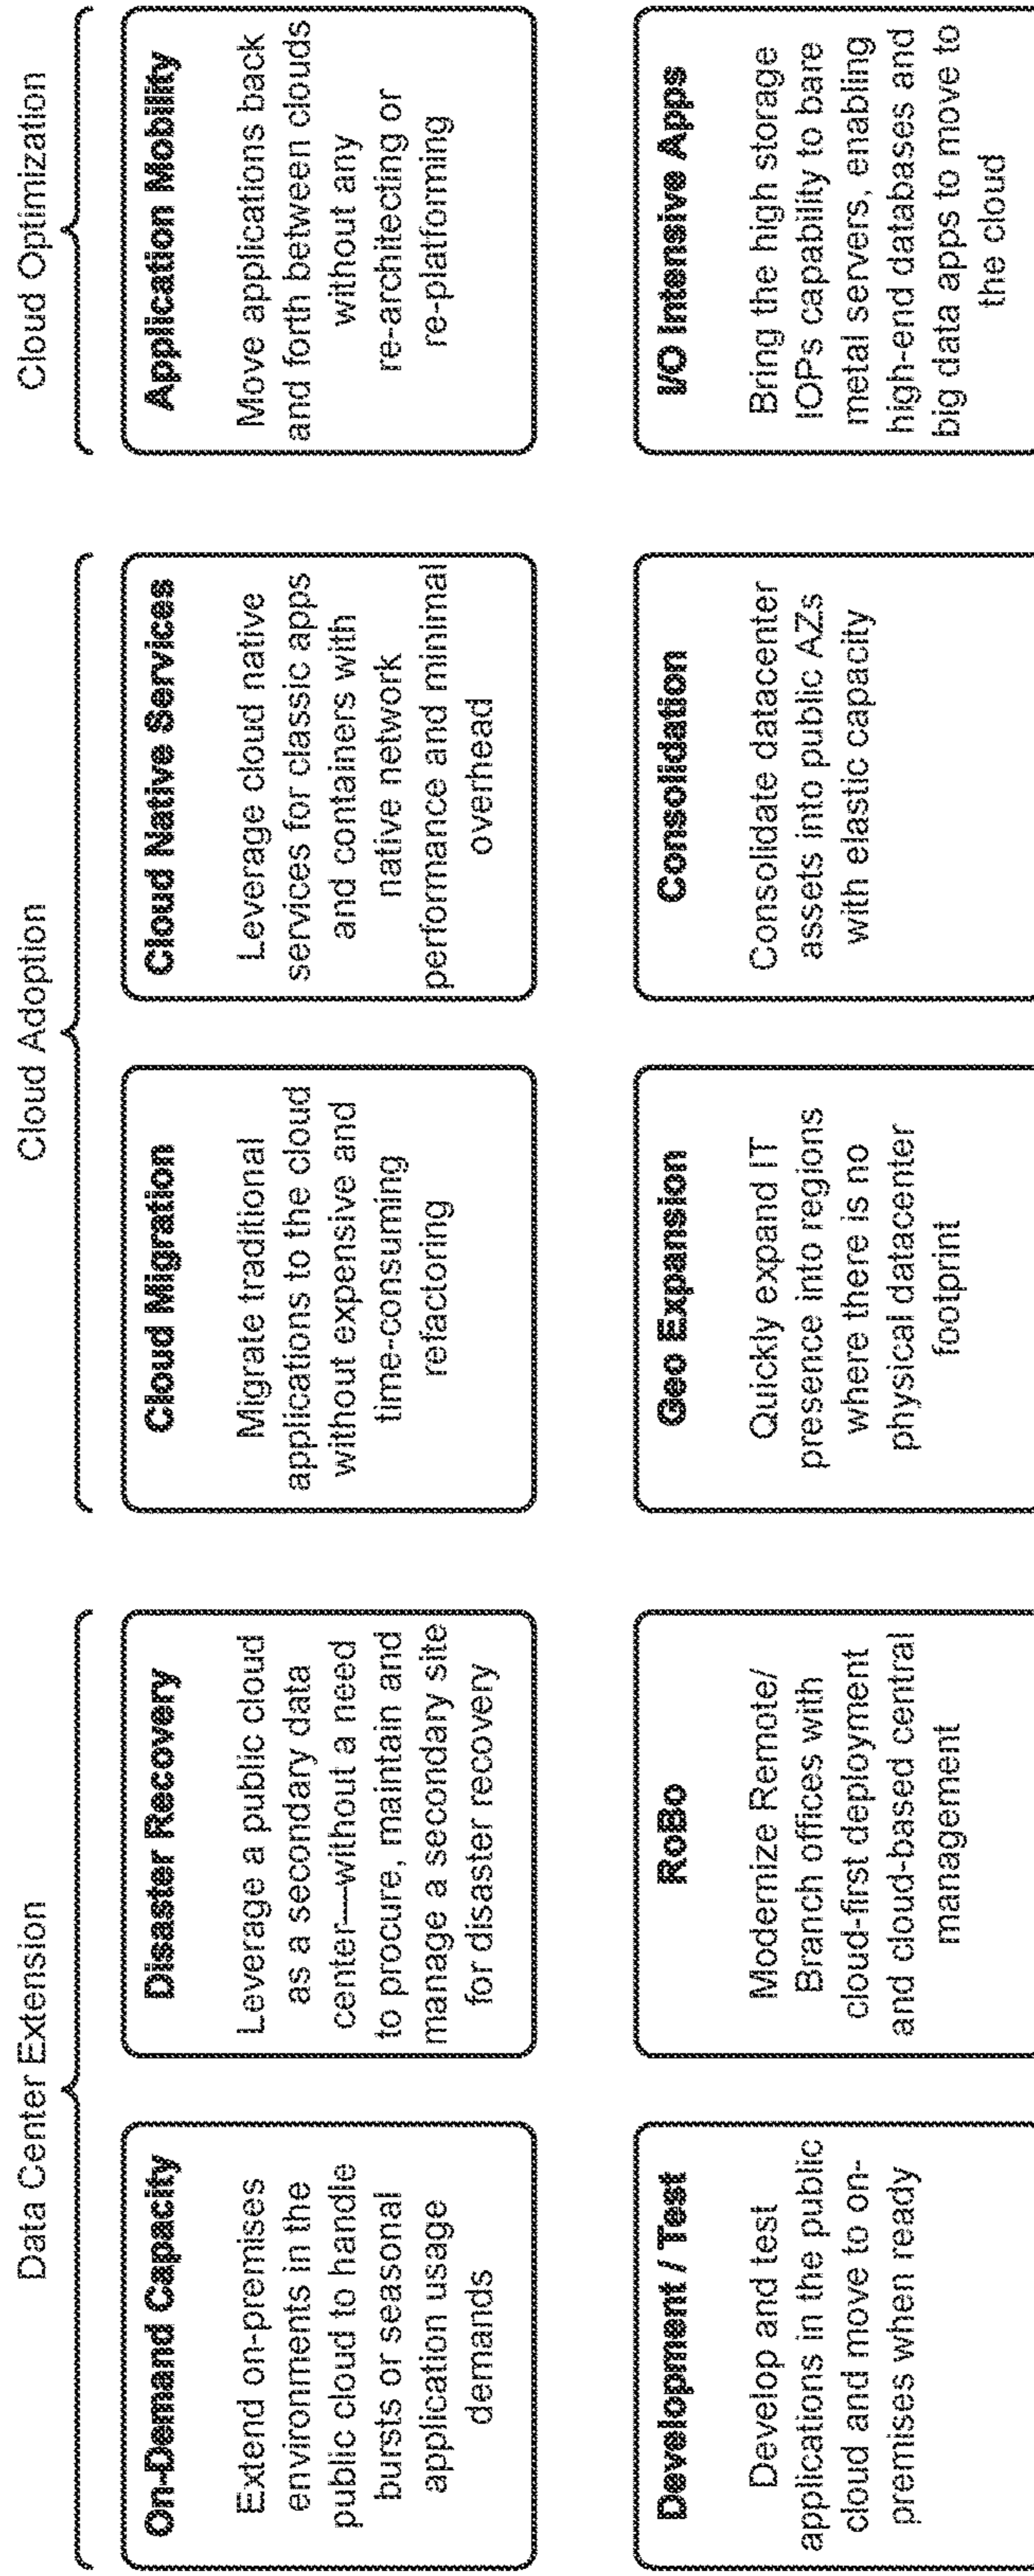 Data Center Extension
On-Demand Capacity
Extend on-premises
environments in the
public cloud to handle
bursts or seasonal
application usage
demands
Disaster Recovery
Leverage a public cloud
as a secondary data
center—without a need
to procure, maintain and
manage a secondary site
for disaster recovery
Development / Test
Develop and test
applications in the public
cloud and move to on-
premises when ready
RoBo
Modernize Remote/
Branch offices with
cloud-first deployment
and cloud-based central
management
Cloud Adoption
Cloud Migration
Migrate traditional
applications to the cloud
without expensive and
time-consuming
refactoring
Cloud Native Services
Leverage cloud native
services for classic apps
and containers with
native network
performance and minimal
overhead
Geo Expansion
Quickly expand IT
presence into regions
where there is no
physical datacenter
footprint
Consolidation
Consolidate datacenter
assets into public AZs
with elastic capacity
Cloud Optimization
Application Mobility
Move applications back
and forth between clouds
without any
re-architecting or
re-platforming
I/O Intensive Apps
Bring the high storage
IOPs capability to bare
metal servers, enabling
high-end databases and
big data apps to move to
the cloud